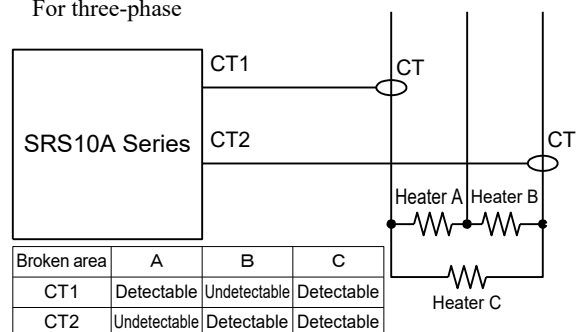 For three-phase
CT1
CT
SRS10A Series
CT2
CT
Heater A Heater B
Heater C
Broken area A B C
CT1 Detectable Undetectable Detectable
CT2 Undetectable Detectable Detectable